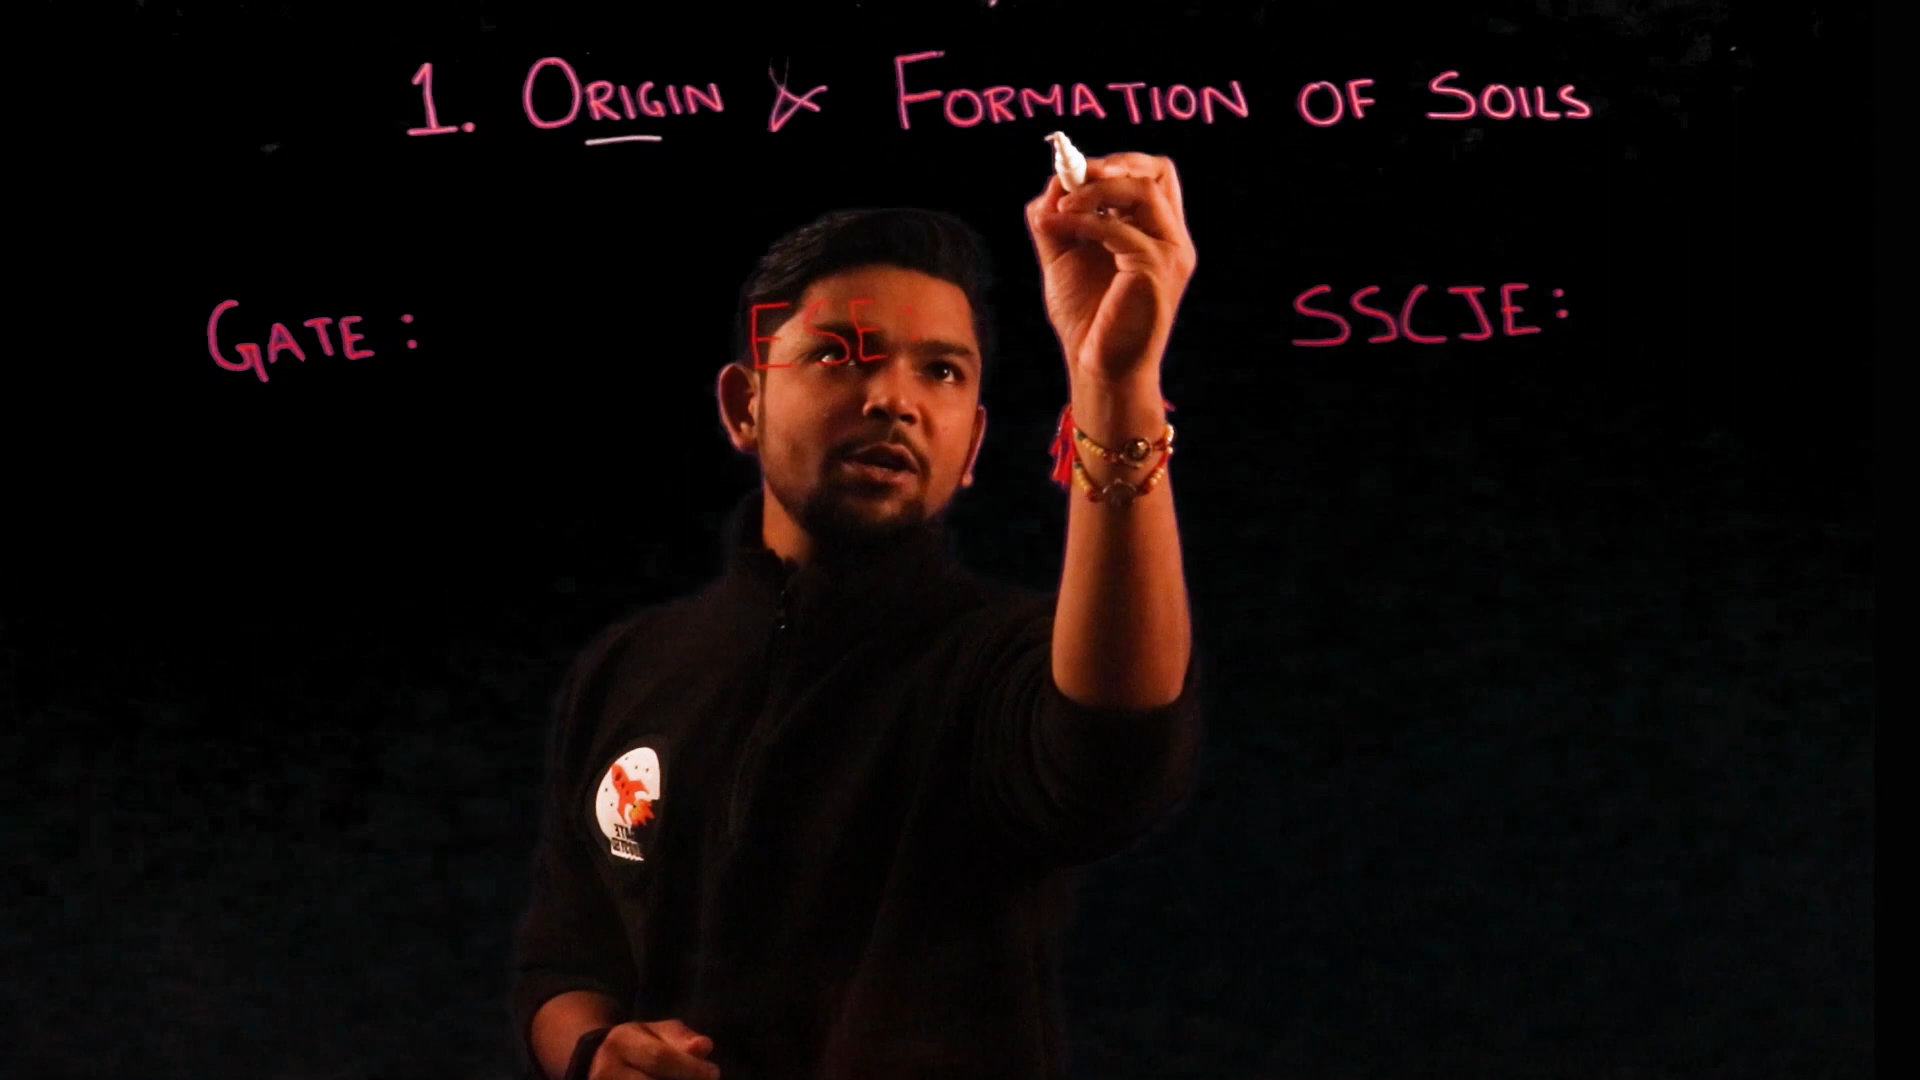 1. ORIGIN & FORMATION OF SOILS
GATE: ESE: SSCJE: